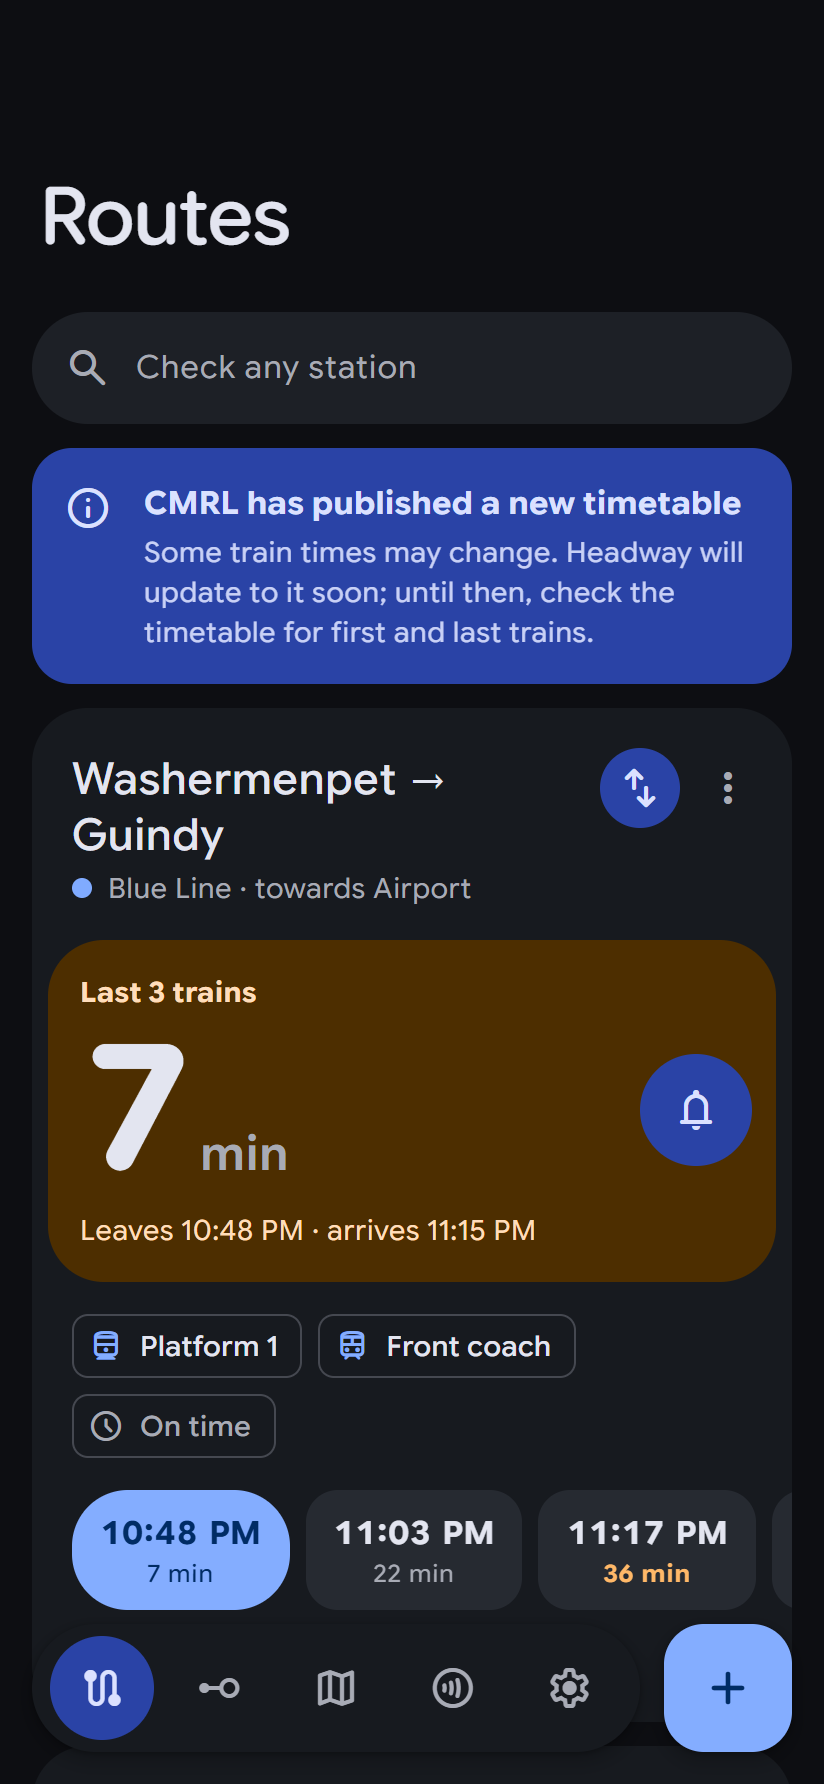 Routes
Check any station
CMRL has published a new timetable
Some train times may change. Headway will
update to it soon; until then, check the
timetable for first and last trains.
Washermenpet →
Guindy
Blue Line · towards Airport
Last 3 trains
7 min
Leaves 10:48 PM · arrives 11:15 PM
Platform 1
Front coach
On time
10:48 PM
7 min
11:03 PM
22 min
11:17 PM
36 min